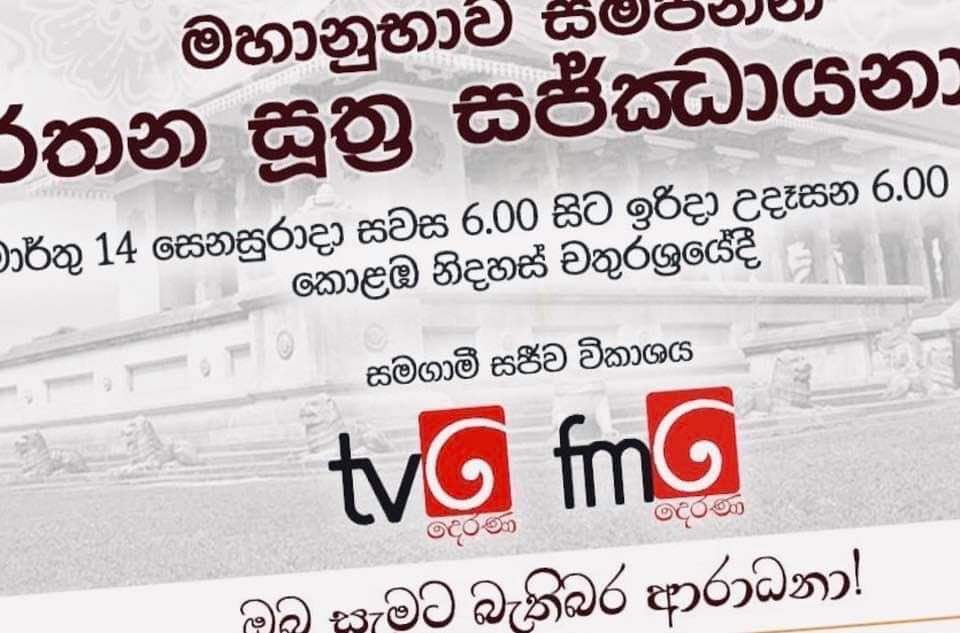 මහානුභාව සම්පන්න
රතන සූත්‍ර සජ්ඣායනා
මාර්තු 14 සෙනසුරාදා සවස 6.00 සිට ඉරිදා උදෑසන 6.00
කොළඹ නිදහස් චතුරශ්‍රයේදී
සමගාමී සජීව විකාශය
tv දෙරණ
fm දෙරණ
ඔබ සැමට බැතිබර ආරාධනා!